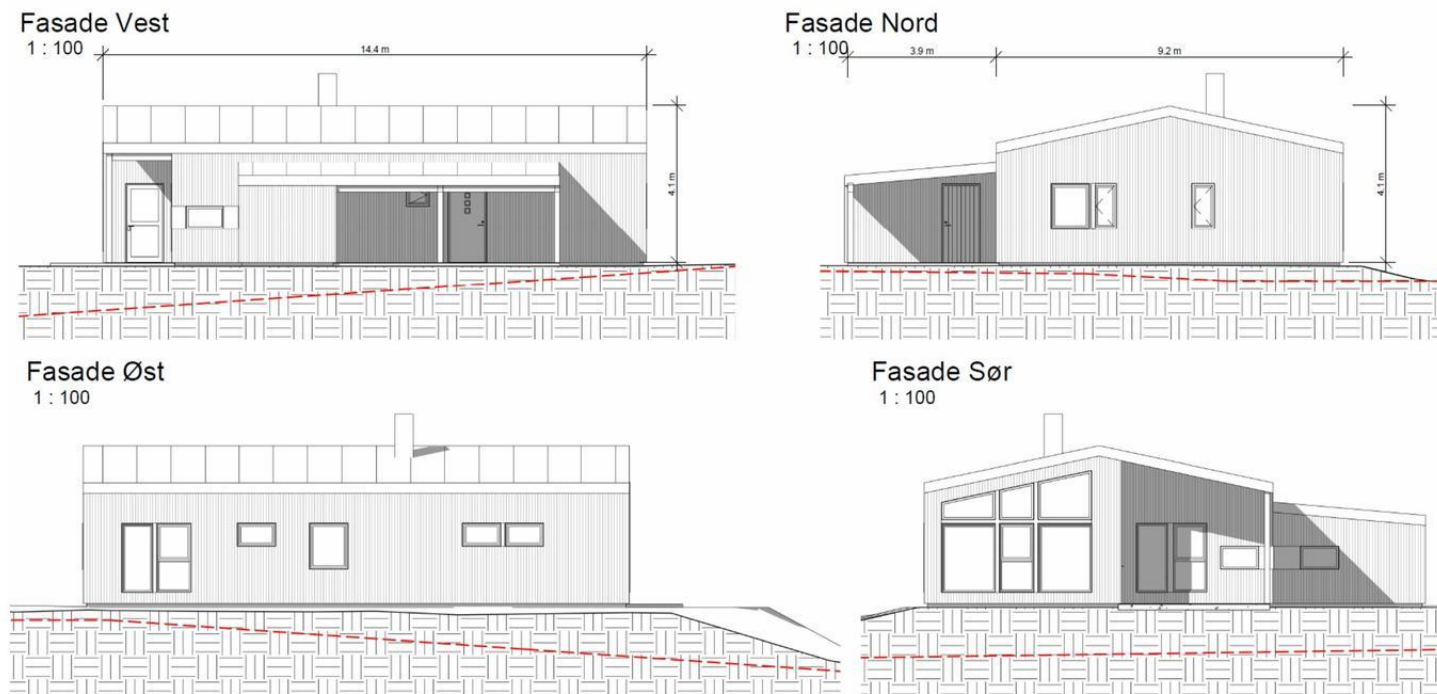 Fasade Vest
1 : 100
14.4 m
4.1 m
Fasade Nord
1 : 100
3.9 m
9.2 m
4.1 m
Fasade Øst
1 : 100
Fasade Sør
1 : 100